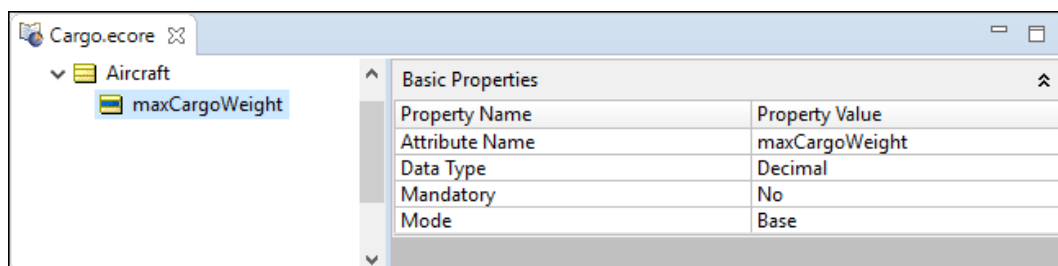 Cargo.ecore
Aircraft
maxCargoWeight
Basic Properties
Property Name Property Value
Attribute Name maxCargoWeight
Data Type Decimal
Mandatory No
Mode Base